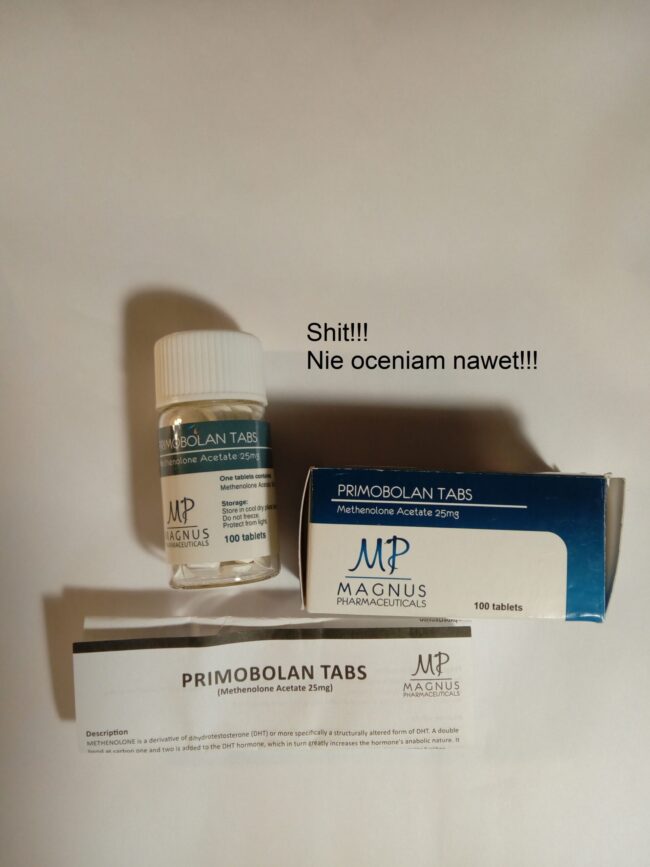 Shit!!!
Nie oceniam nawet!!!
PRIMOBOLAN TABS
Methenolone Acetate 25mg
One tablets contains
Methenolone Acetate
Storage:
Store in cool dry place
Do not freeze.
Protect from light.
MP
MAGNUS
PHARMACEUTICALS
100 tablets
PRIMOBOLAN TABS
Methenolone Acetate 25mg
MP
MAGNUS
PHARMACEUTICALS
100 tablets
PRIMOBOLAN TABS
(Methenolone Acetate 25mg)
MP
MAGNUS
PHARMACEUTICALS
Description
METHENOLONE is a derivative of dihydrotestosterone (DHT) or more specifically a structurally altered form of DHT. A double
bond at carbon one and two is added to the DHT hormone, which in turn greatly increases the hormone's anabolic nature. It